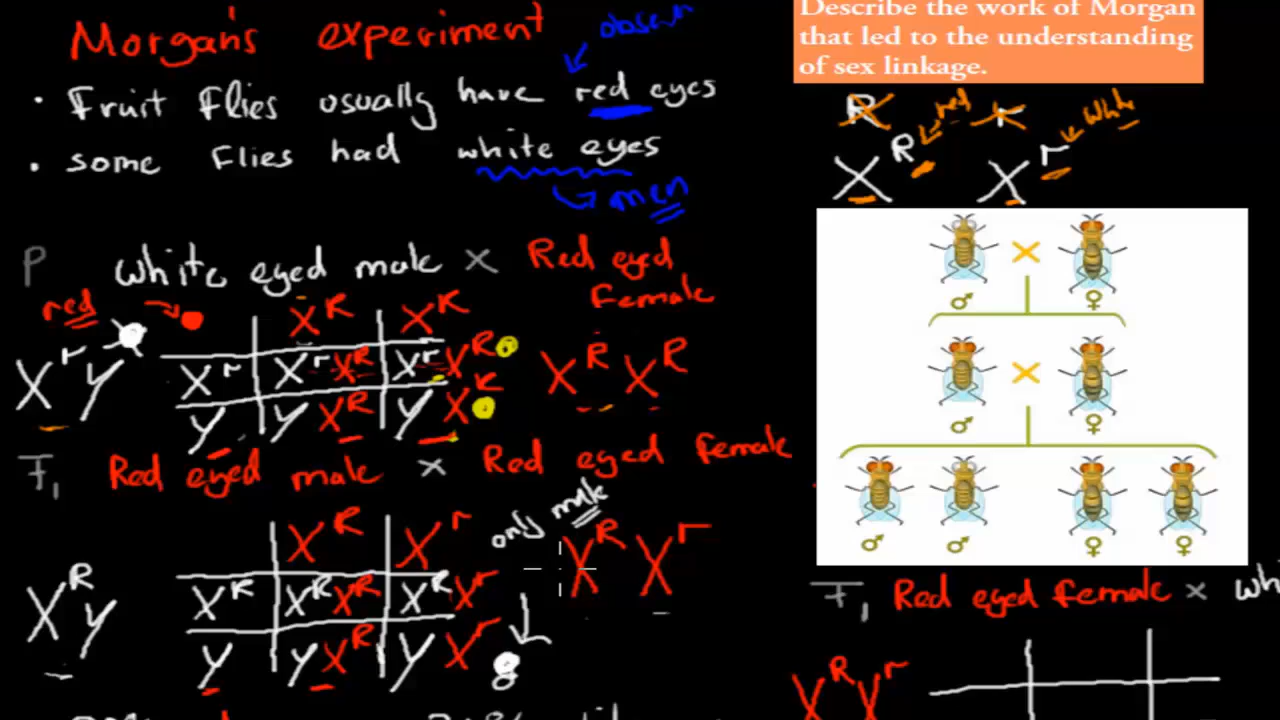 Morgan's experiment
obser
• Fruit Flies usually have red eyes
• some Flies had white eyes
men
P White eyed male × Red eyed
Female
red
X^R X^R
X^r Y
X^r X^r X^R X^r X^R
Y Y X^R Y X^R
X^R X^R
F₁ Red eyed male × Red eyed female
only male
X^R X^r
X^R Y
X^R X^R X^R X^R X^r
Y Y X^R Y X^r
X^R X^r
Describe the work of Morgan
that led to the understanding
of sex linkage.
R r
red white
X^R X^r
♂ × ♀
♂ × ♀
♂ ♂ ♀ ♀
F₁ Red eyed female × whi
X^R X^r